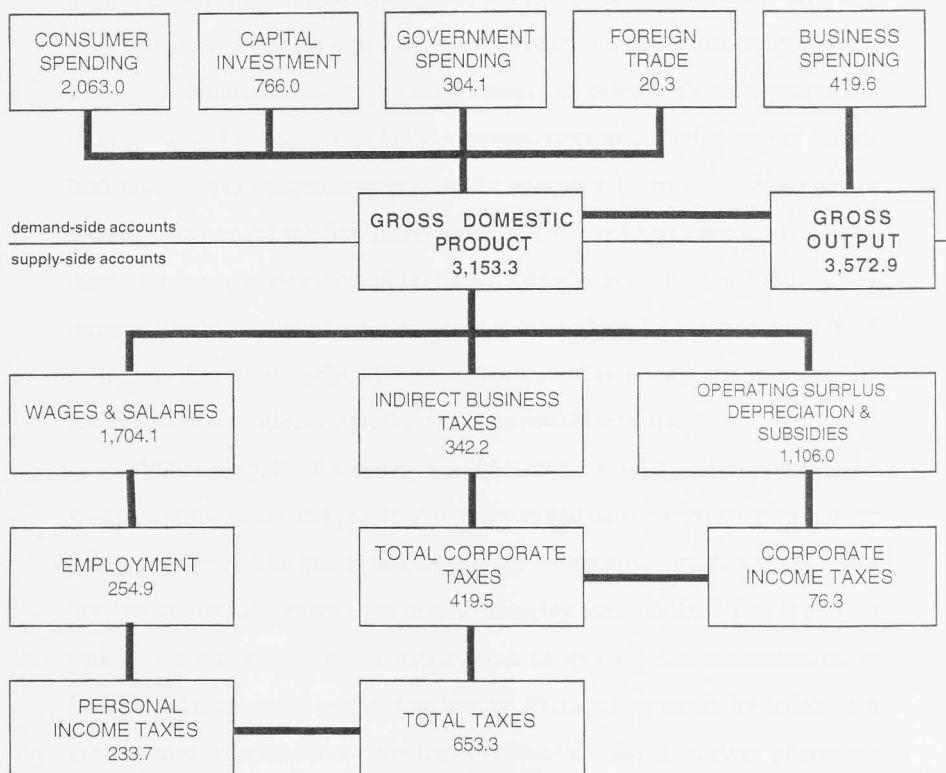 CONSUMER
SPENDING
2,063.0
CAPITAL
INVESTMENT
766.0
GOVERNMENT
SPENDING
304.1
FOREIGN
TRADE
20.3
BUSINESS
SPENDING
419.6
demand-side accounts
supply-side accounts
GROSS DOMESTIC
PRODUCT
3,153.3
GROSS
OUTPUT
3,572.9
WAGES & SALARIES
1,704.1
INDIRECT BUSINESS
TAXES
342.2
OPERATING SURPLUS
DEPRECIATION &
SUBSIDIES
1,106.0
EMPLOYMENT
254.9
TOTAL CORPORATE
TAXES
419.5
CORPORATE
INCOME TAXES
76.3
PERSONAL
INCOME TAXES
233.7
TOTAL TAXES
653.3